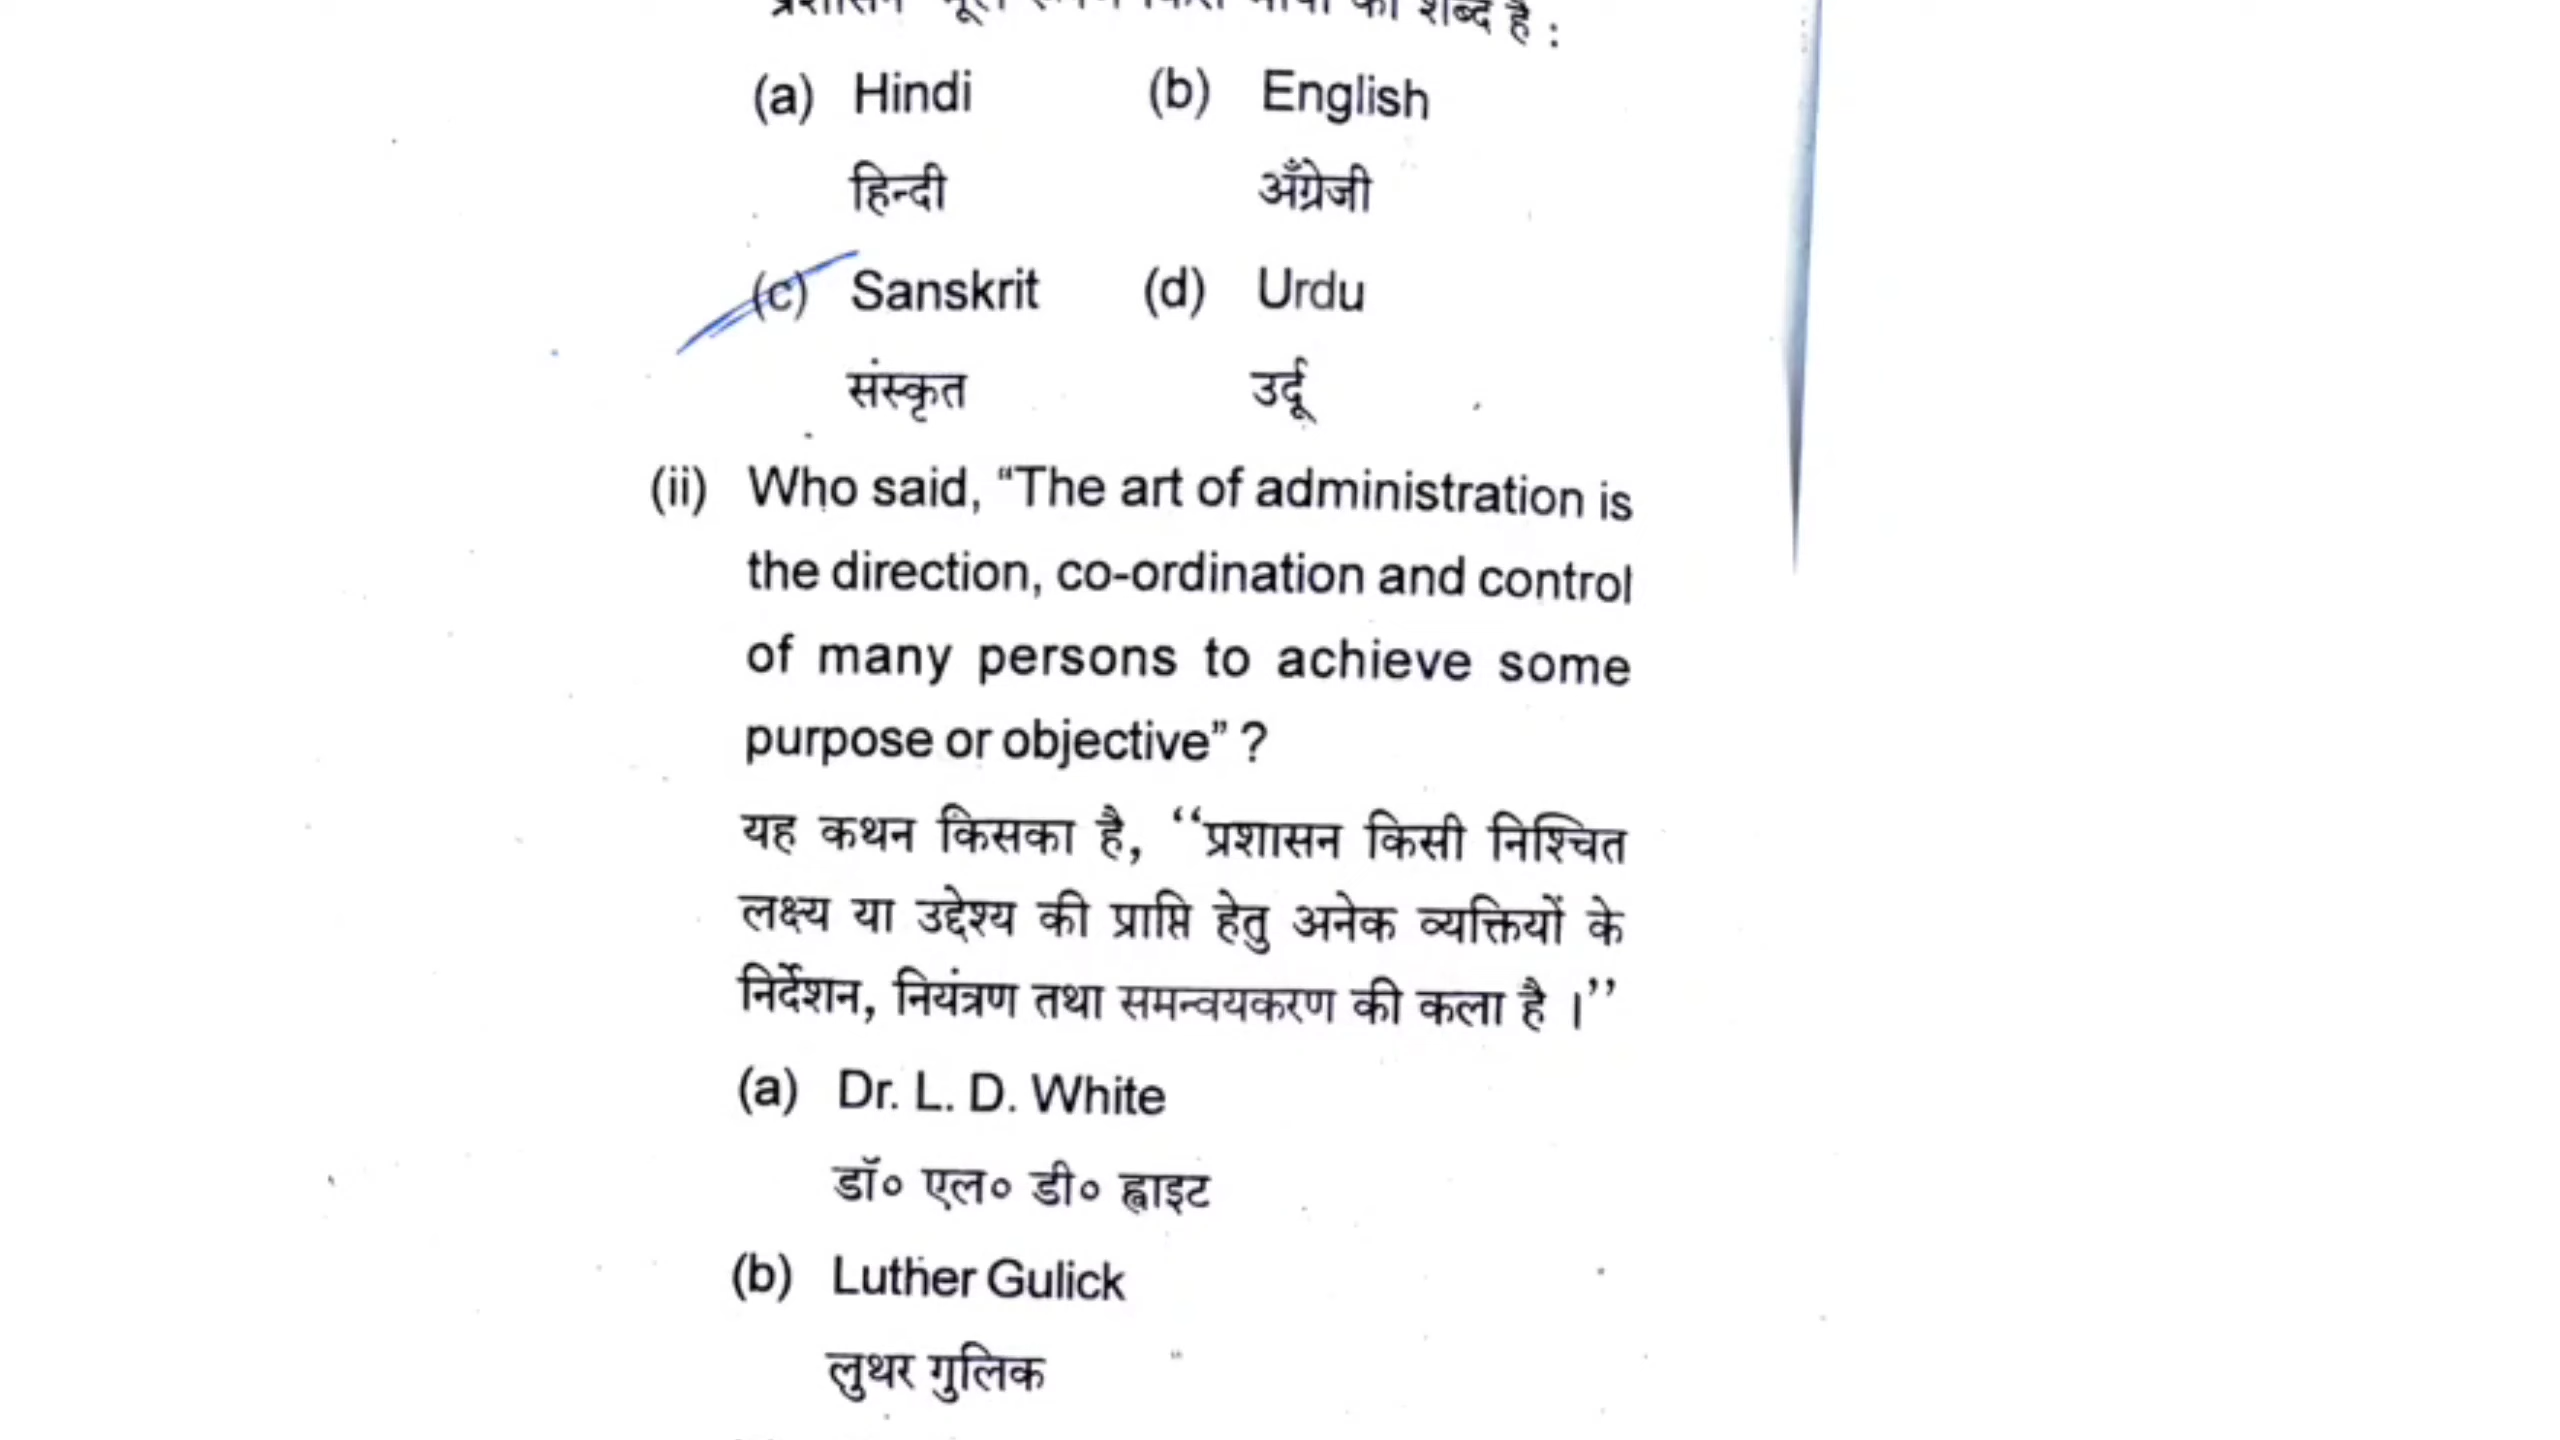 शब्द है :
(a) Hindi (b) English
हिन्दी अँग्रेजी
(c) Sanskrit (d) Urdu
संस्कृत उर्दू
(ii) Who said, “The art of administration is
the direction, co-ordination and control
of many persons to achieve some
purpose or objective” ?
यह कथन किसका है, ‘‘प्रशासन किसी निश्चित
लक्ष्य या उद्देश्य की प्राप्ति हेतु अनेक व्यक्तियों के
निर्देशन, नियंत्रण तथा समन्वयकरण की कला है ।’’
(a) Dr. L. D. White
डॉ० एल० डी० ह्वाइट
(b) Luther Gulick
लुथर गुलिक